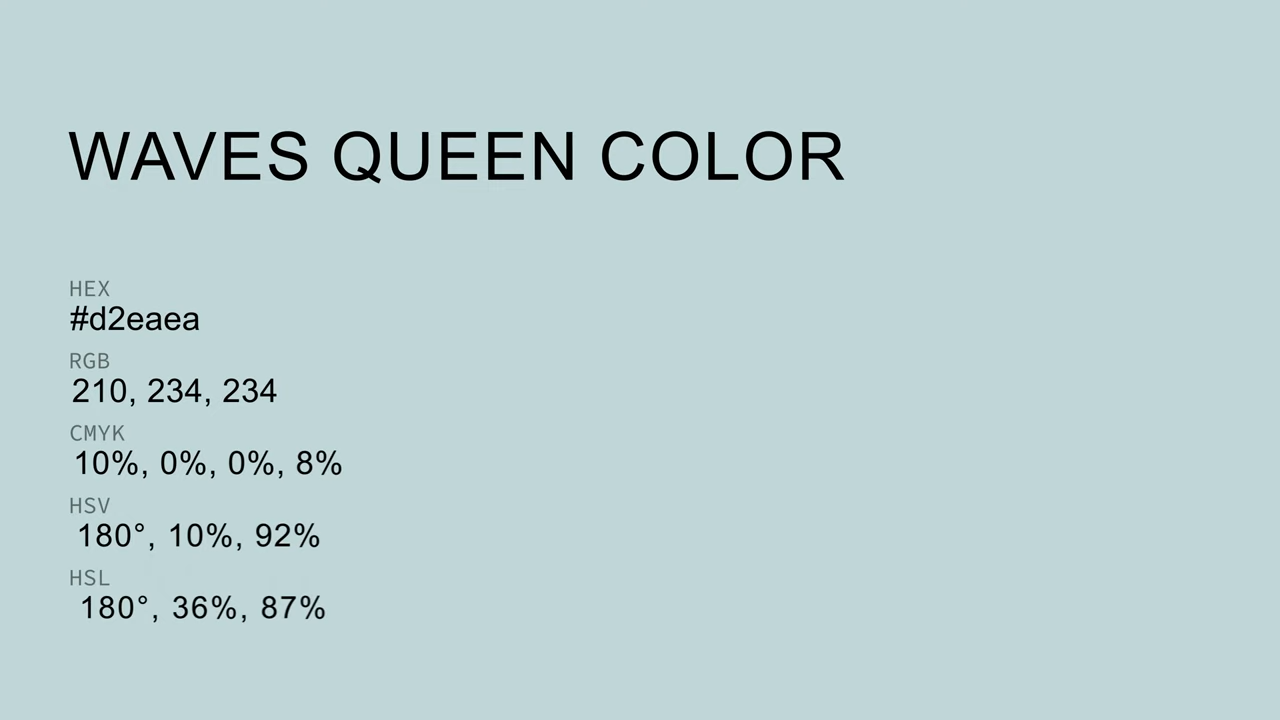 WAVES QUEEN COLOR
HEX
#d2eaea
RGB
210, 234, 234
CMYK
10%, 0%, 0%, 8%
HSV
180°, 10%, 92%
HSL
180°, 36%, 87%